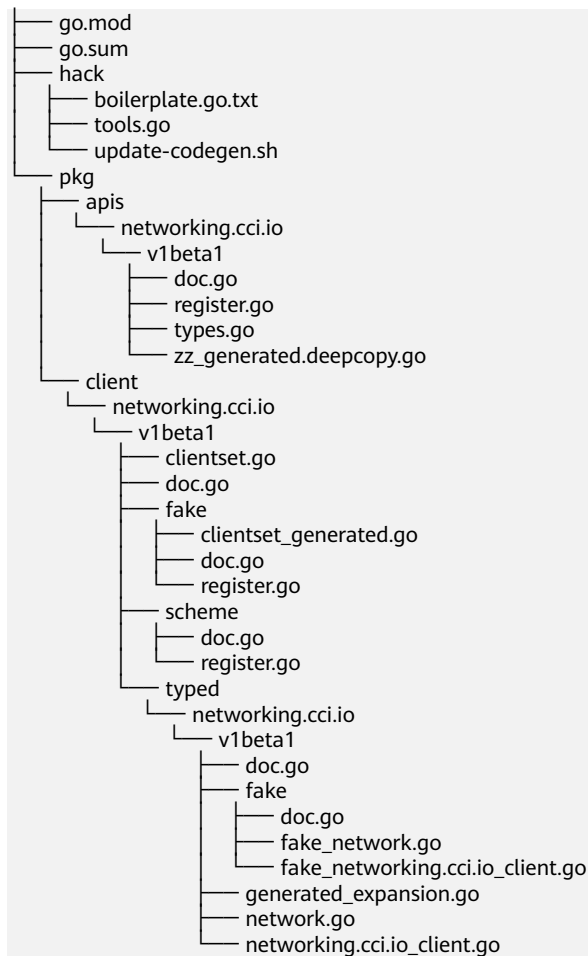 ├── go.mod
├── go.sum
├── hack
│   ├── boilerplate.go.txt
│   ├── tools.go
│   └── update-codegen.sh
└── pkg
    ├── apis
    │   └── networking.cci.io
    │       └── v1beta1
    │           ├── doc.go
    │           ├── register.go
    │           ├── types.go
    │           └── zz_generated.deepcopy.go
    └── client
        └── networking.cci.io
            └── v1beta1
                ├── clientset.go
                ├── doc.go
                ├── fake
                │   ├── clientset_generated.go
                │   ├── doc.go
                │   └── register.go
                ├── scheme
                │   ├── doc.go
                │   └── register.go
                └── typed
                    └── networking.cci.io
                        └── v1beta1
                            ├── doc.go
                            ├── fake
                            │   ├── doc.go
                            │   ├── fake_network.go
                            │   └── fake_networking.cci.io_client.go
                            ├── generated_expansion.go
                            ├── network.go
                            └── networking.cci.io_client.go